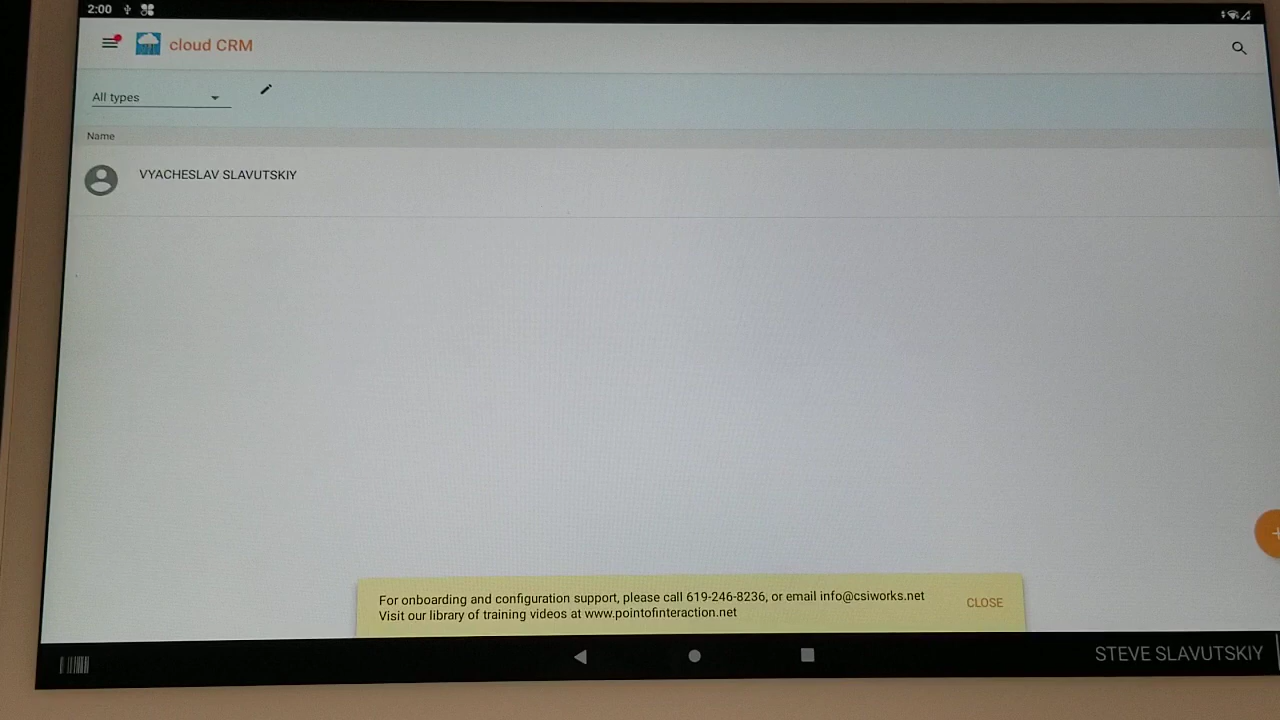 2:00
cloud CRM
All types
Name
VYACHESLAV SLAVUTSKIY
For onboarding and configuration support, please call 619-246-8236, or email info@csiworks.net
Visit our library of training videos at www.pointofinteraction.net
CLOSE
STEVE SLAVUTSKIY